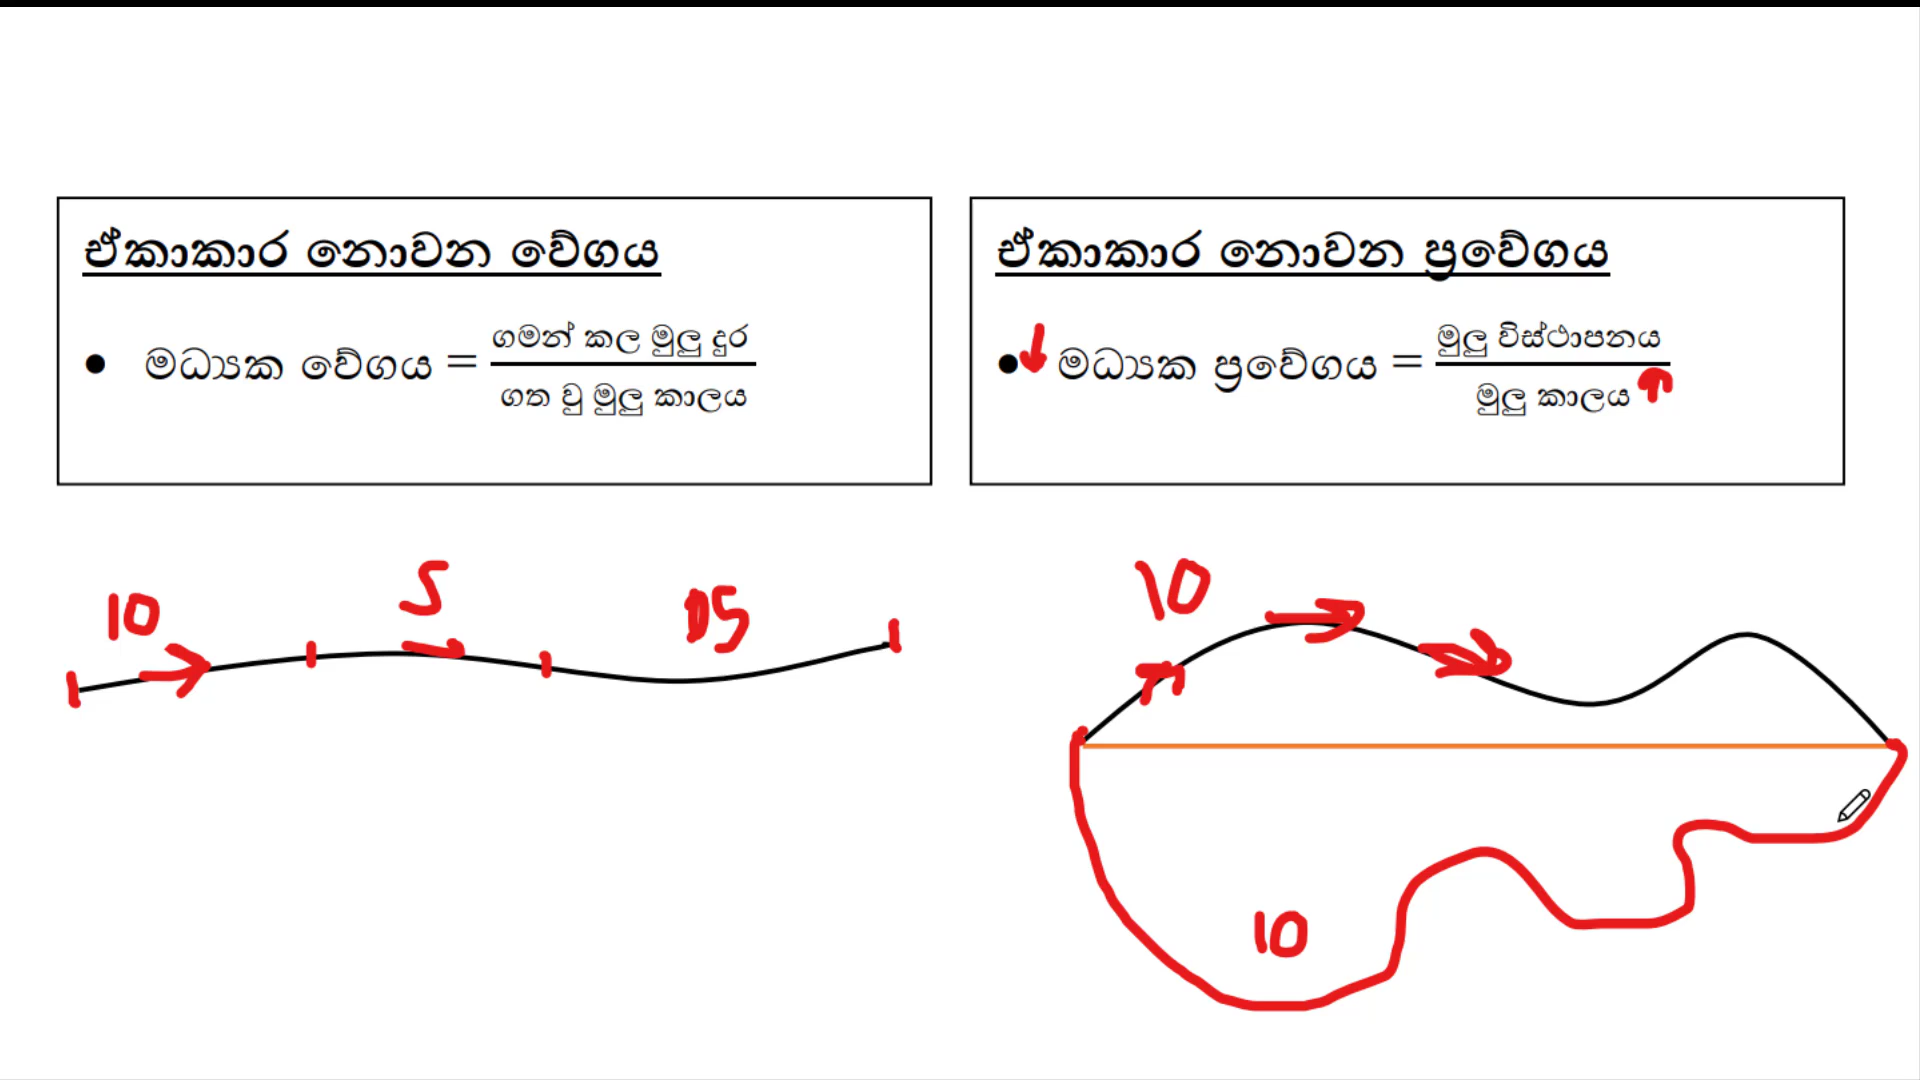 ඒකාකාර නොවන වේගය
● මධ්‍යක වේගය = ගමන් කල මුලු දුර
ගත වු මුලු කාලය
ඒකාකාර නොවන ප්‍රවේගය
● මධ්‍යක ප්‍රවේගය = මුලු විස්ථාපනය
මුලු කාලය
10
5
15
10
10